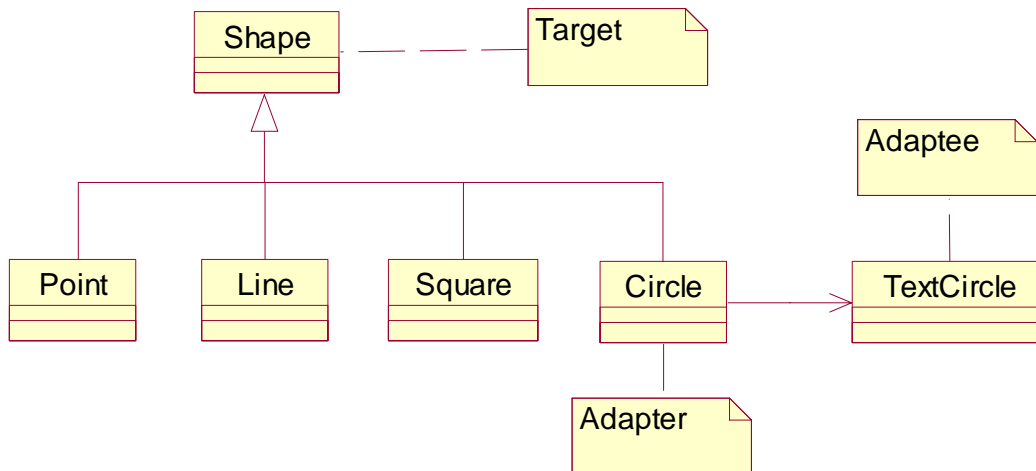 Shape
Target
Adaptee
Point
Line
Square
Circle
TextCircle
Adapter